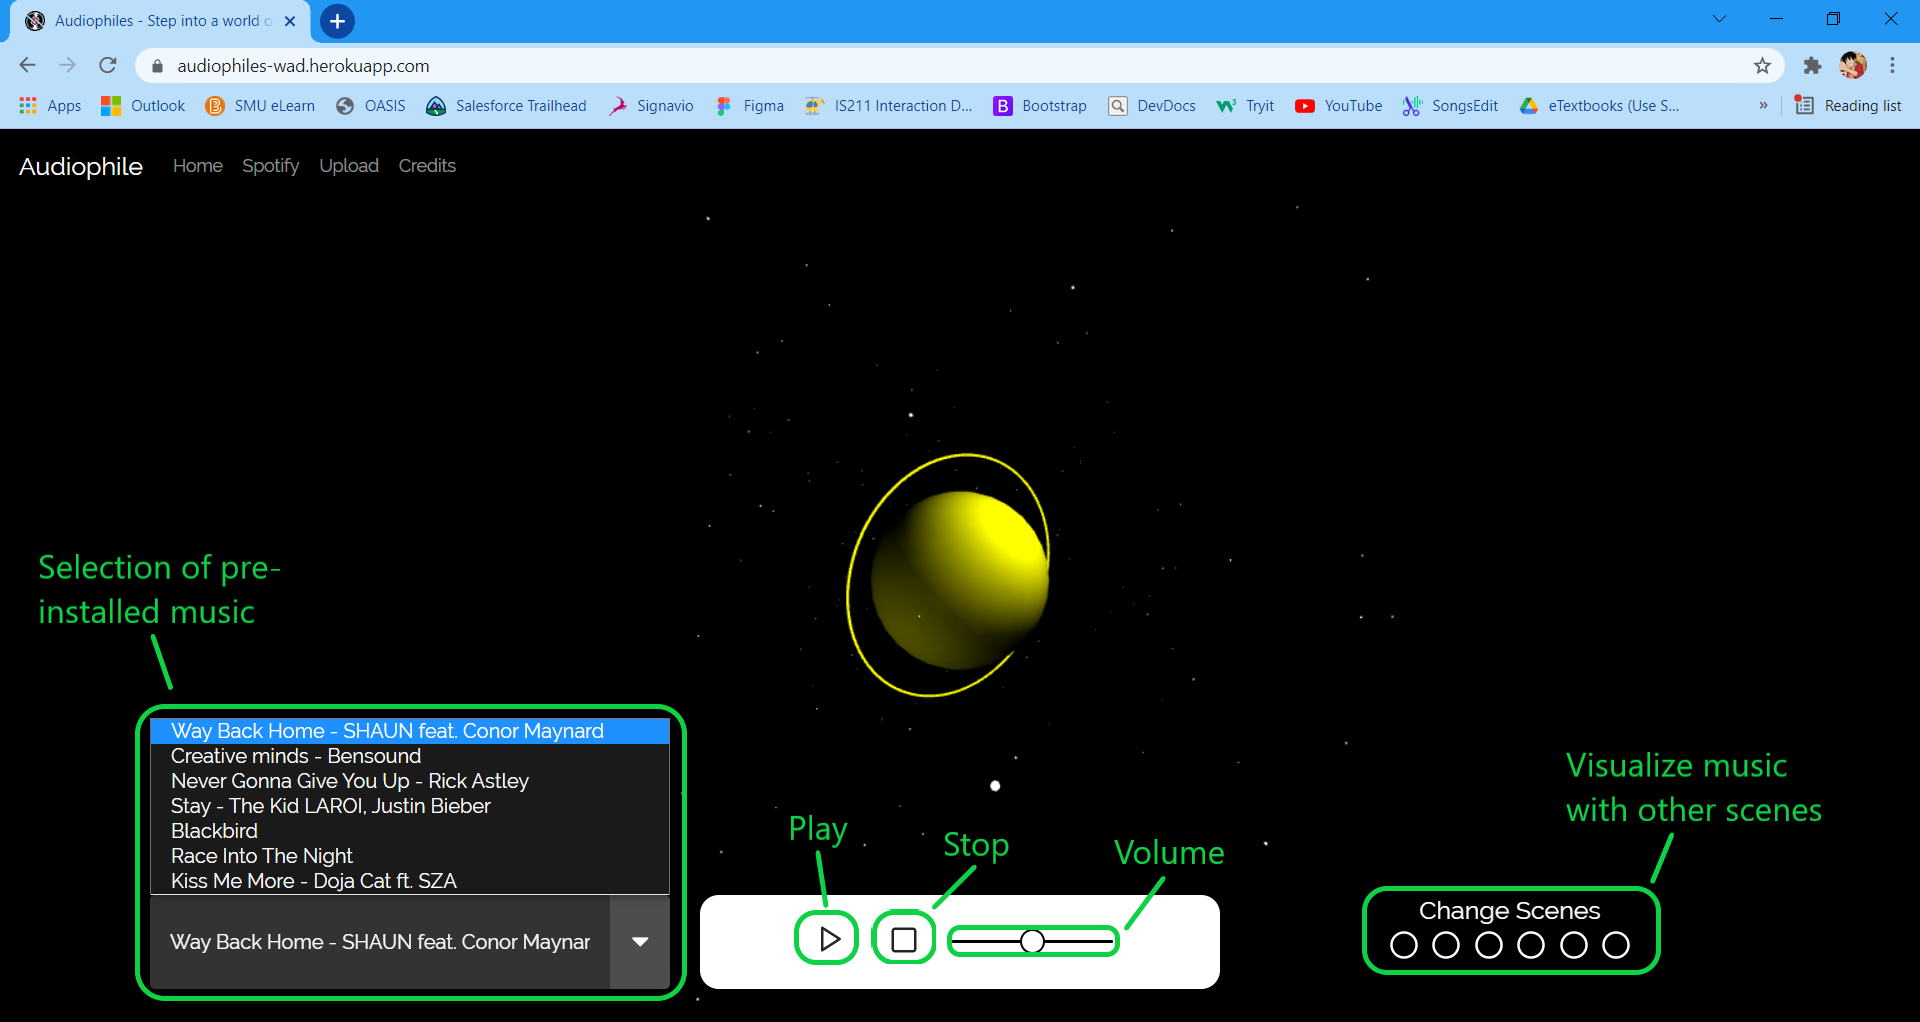 Audiophiles - Step into a world o
audiophiles-wad.herokuapp.com
Apps Outlook SMU eLearn OASIS Salesforce Trailhead Signavio Figma IS211 Interaction D... Bootstrap DevDocs Tryit YouTube SongsEdit eTextbooks (Use S... » Reading list
Audiophile Home Spotify Upload Credits
Selection of pre-
installed music
Way Back Home - SHAUN feat. Conor Maynard
Creative minds - Bensound
Never Gonna Give You Up - Rick Astley
Stay - The Kid LAROI, Justin Bieber
Blackbird
Race Into The Night
Kiss Me More - Doja Cat ft. SZA
Way Back Home - SHAUN feat. Conor Maynar
Play
Stop
Volume
Visualize music
with other scenes
Change Scenes